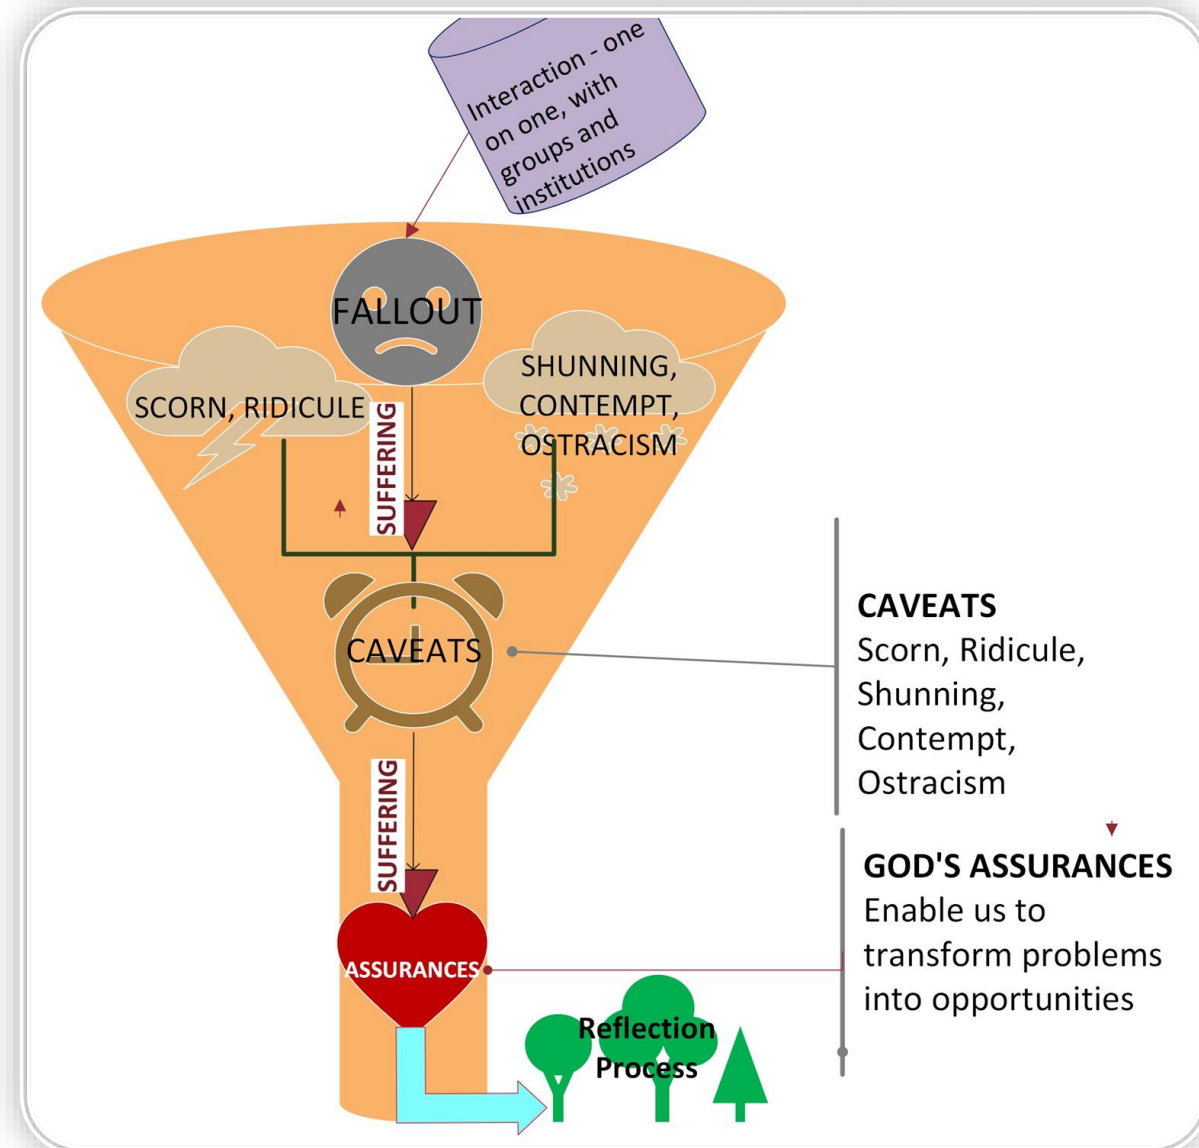 Interaction - one
on one, with
groups and
institutions
FALLOUT
SCORN, RIDICULE
SHUNNING,
CONTEMPT,
OSTRACISM
SUFFERING
CAVEATS
CAVEATS
Scorn, Ridicule,
Shunning,
Contempt,
Ostracism
SUFFERING
GOD'S ASSURANCES
Enable us to
transform problems
into opportunities
ASSURANCES
Reflection
Process